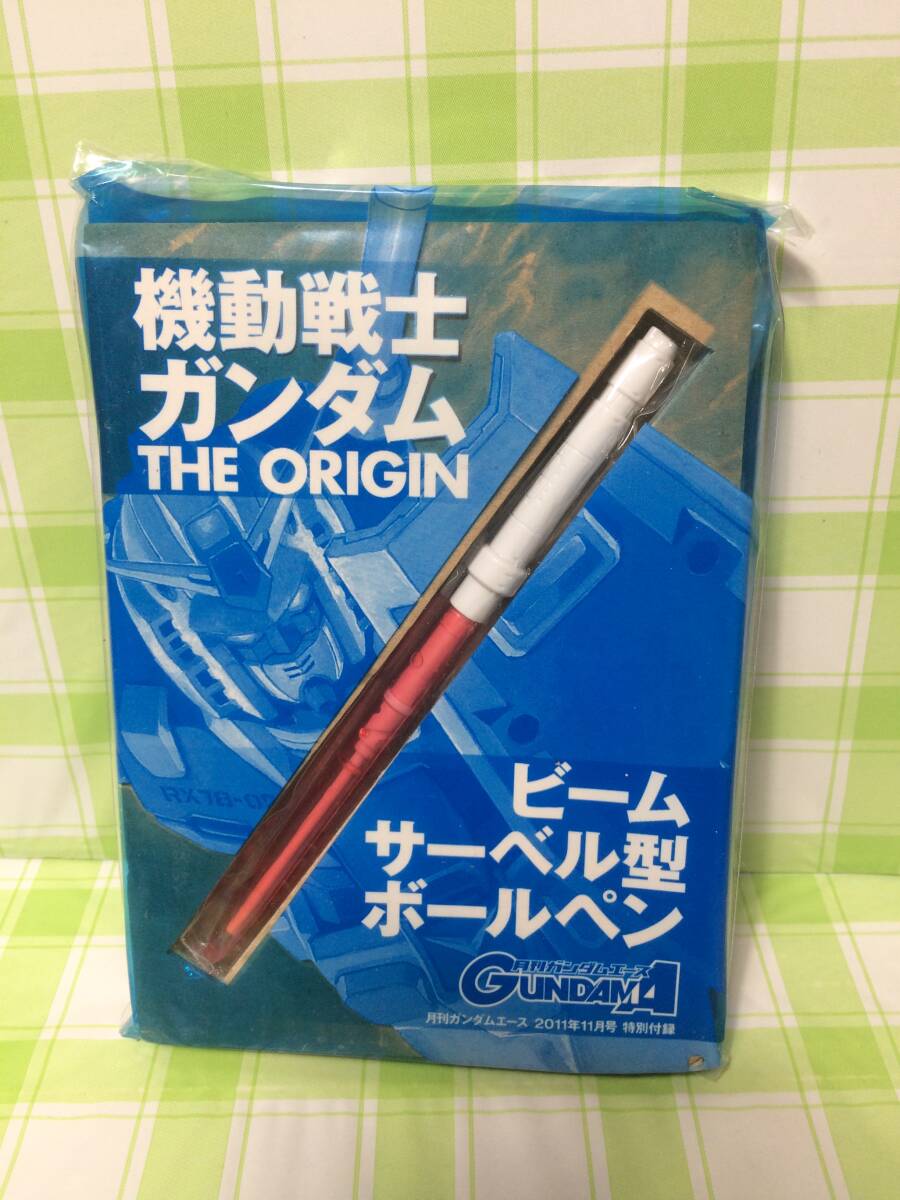 機動戦士
ガンダム
THE ORIGIN
ビーム
サーベル型
ボールペン
月刊ガンダムエース
GUNDAM A
月刊ガンダムエース 2011年11月号 特別付録